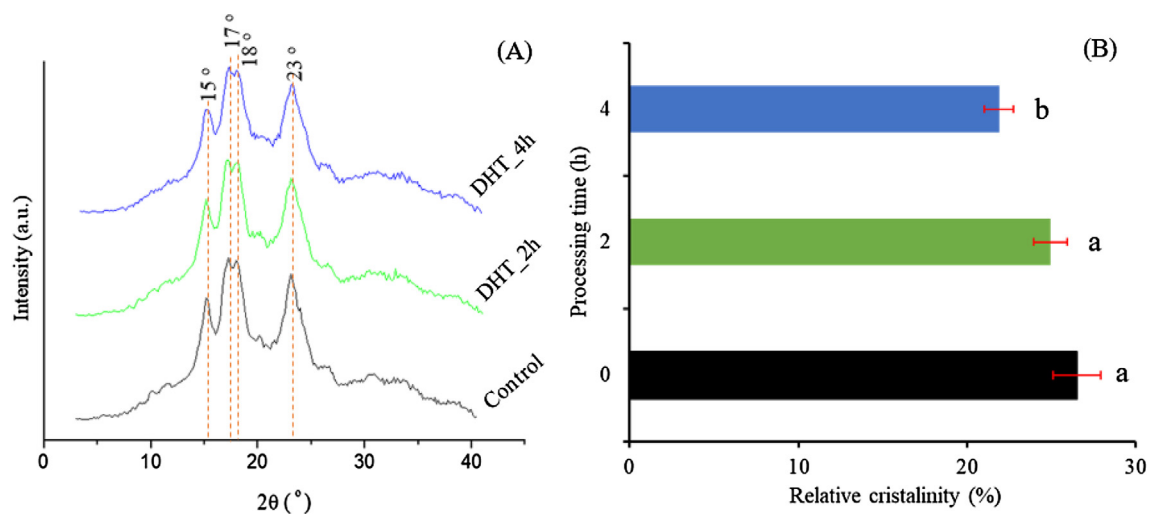 (A)
15 °
17 °
18 °
23 °
DHT_4h
DHT_2h
Control
Intensity (a.u.)
0 10 20 30 40
2θ (°)
(B)
Processing time (h)
4
b
2
a
0
a
0 10 20 30
Relative cristalinity (%)